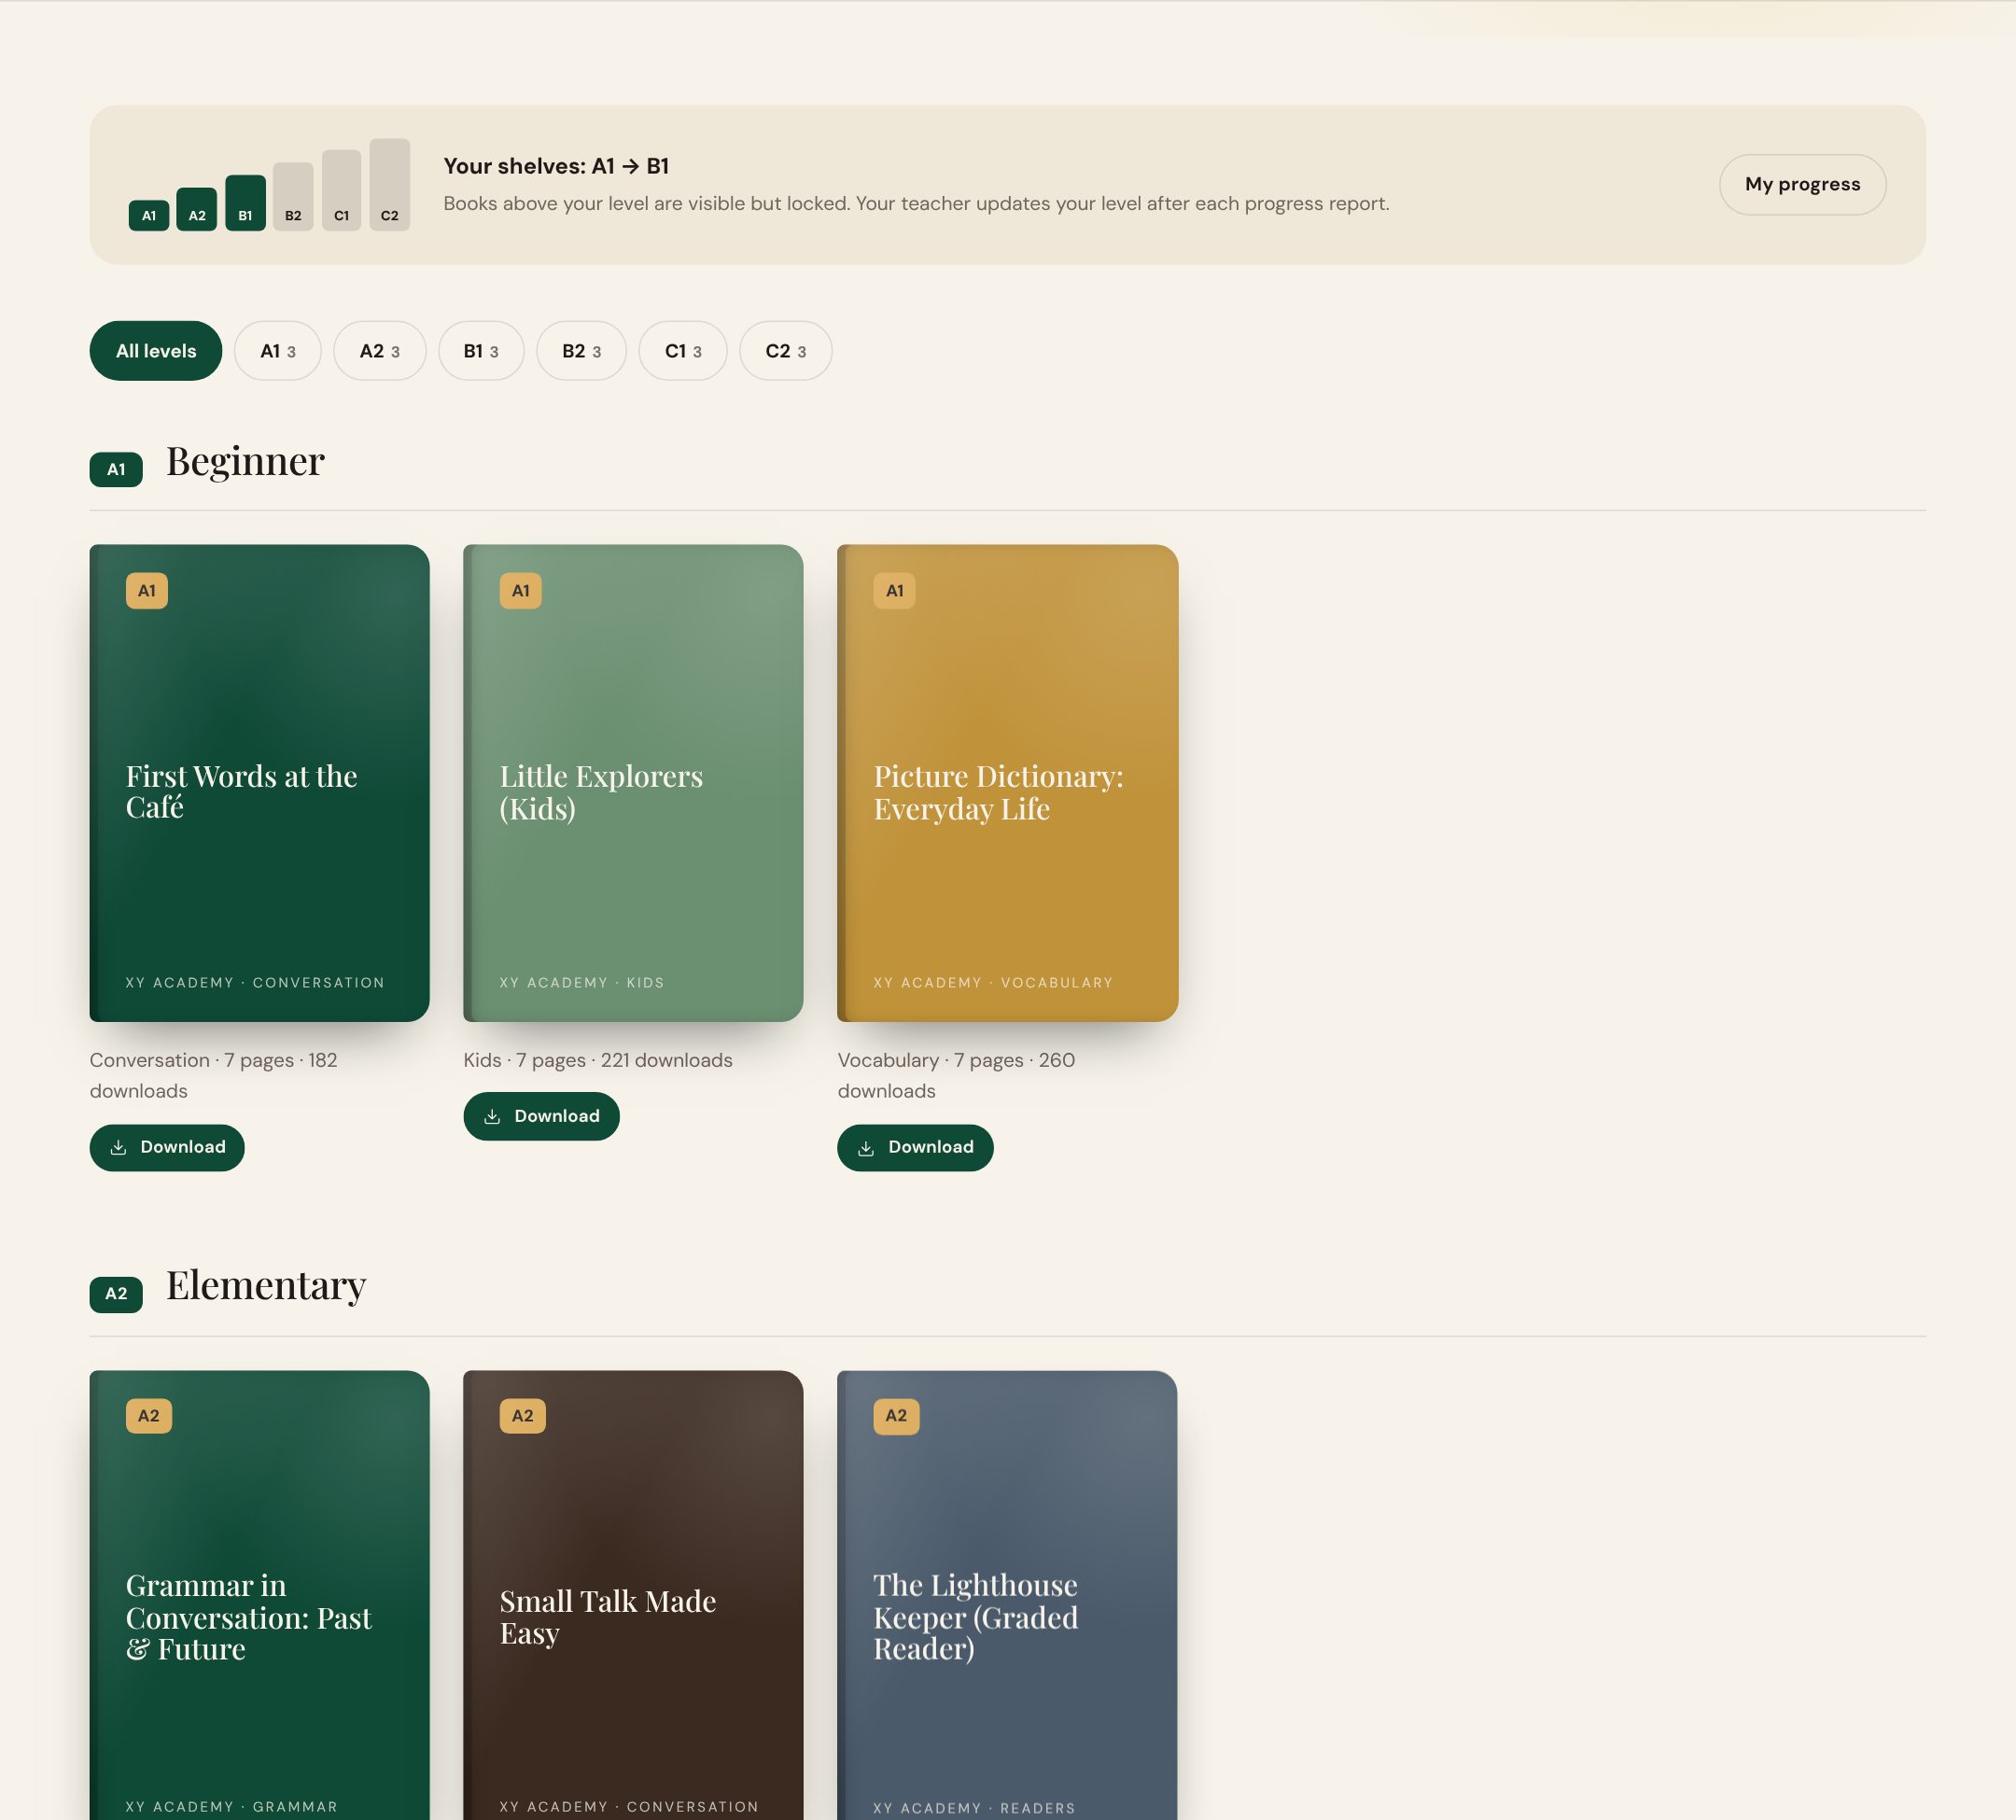 A1 A2 B1 B2 C1 C2
Your shelves: A1 → B1
Books above your level are visible but locked. Your teacher updates your level after each progress report.
My progress
All levels A1 3 A2 3 B1 3 B2 3 C1 3 C2 3
A1 Beginner
A1
First Words at the
Café
XY ACADEMY · CONVERSATION
Conversation · 7 pages · 182
downloads
Download
A1
Little Explorers
(Kids)
XY ACADEMY · KIDS
Kids · 7 pages · 221 downloads
Download
A1
Picture Dictionary:
Everyday Life
XY ACADEMY · VOCABULARY
Vocabulary · 7 pages · 260
downloads
Download
A2 Elementary
A2
Grammar in
Conversation: Past
& Future
XY ACADEMY · GRAMMAR
A2
Small Talk Made
Easy
XY ACADEMY · CONVERSATION
A2
The Lighthouse
Keeper (Graded
Reader)
XY ACADEMY · READERS